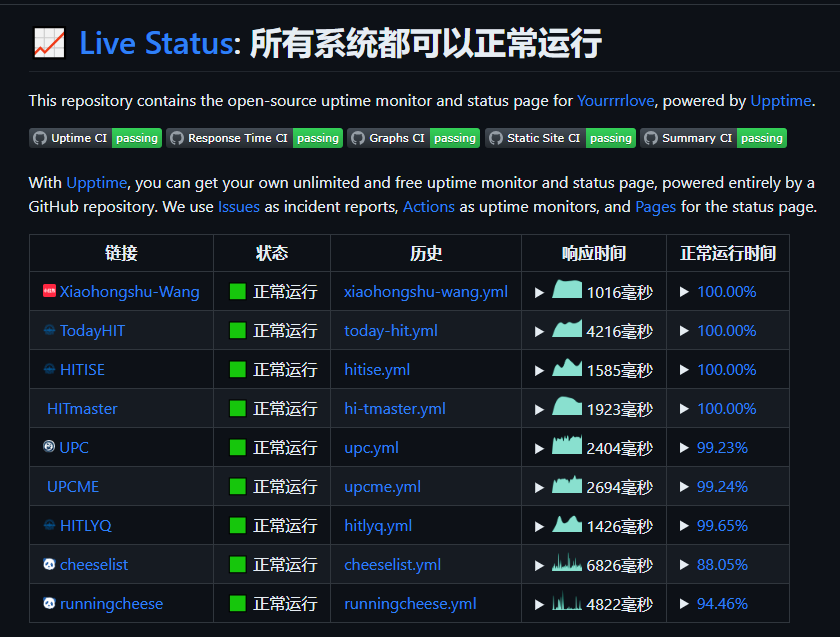 Live Status: 所有系统都可以正常运行
This repository contains the open-source uptime monitor and status page for Yourrrrlove, powered by Upptime.
Uptime CI passing Response Time CI passing Graphs CI passing Static Site CI passing Summary CI passing
With Upptime, you can get your own unlimited and free uptime monitor and status page, powered entirely by a
GitHub repository. We use Issues as incident reports, Actions as uptime monitors, and Pages for the status page.
链接 状态 历史 响应时间 正常运行时间
Xiaohongshu-Wang 正常运行 xiaohongshu-wang.yml 1016毫秒 100.00%
TodayHIT 正常运行 today-hit.yml 4216毫秒 100.00%
HITISE 正常运行 hitise.yml 1585毫秒 100.00%
HITmaster 正常运行 hi-tmaster.yml 1923毫秒 100.00%
UPC 正常运行 upc.yml 2404毫秒 99.23%
UPCME 正常运行 upcme.yml 2694毫秒 99.24%
HITLYQ 正常运行 hitlyq.yml 1426毫秒 99.65%
cheeselist 正常运行 cheeselist.yml 6826毫秒 88.05%
runningcheese 正常运行 runningcheese.yml 4822毫秒 94.46%